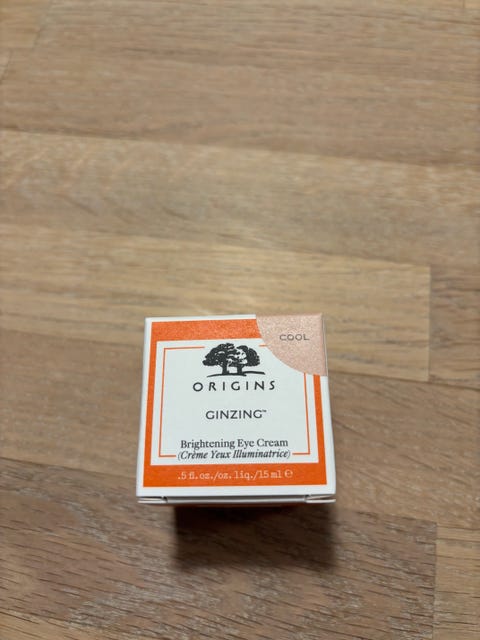 COOL
ORIGINS
GINZING™
Brightening Eye Cream
(Crème Yeux Illuminatrice)
.5 fl. oz./oz. liq./15 ml ℮